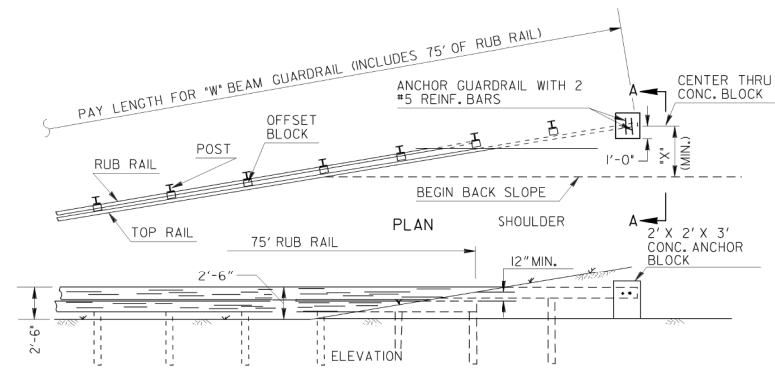 PAY LENGTH FOR "W" BEAM GUARDRAIL (INCLUDES 75' OF RUB RAIL)
ANCHOR GUARDRAIL WITH 2
#5 REINF. BARS
A
CENTER THRU
CONC. BLOCK
OFFSET
BLOCK
POST
RUB RAIL
1'-0"
"X"
(MIN.)
BEGIN BACK SLOPE
TOP RAIL
PLAN
SHOULDER
A
75' RUB RAIL
2' X 2' X 3'
CONC. ANCHOR
BLOCK
12" MIN.
2'-6"
2'-6"
ELEVATION